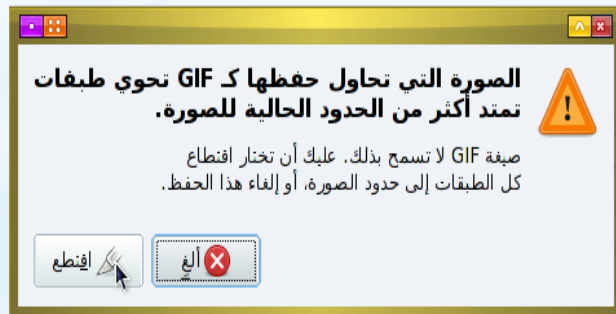 الصورة التي تحاول حفظها كـ GIF تحوي طبقات
تمتد أكثر من الحدود الحالية للصورة.
صيغة GIF لا تسمح بذلك. عليك أن تختار اقتطاع
كل الطبقات إلى حدود الصورة، أو إلغاء هذا الحفظ.
ألغِ
اقتطع